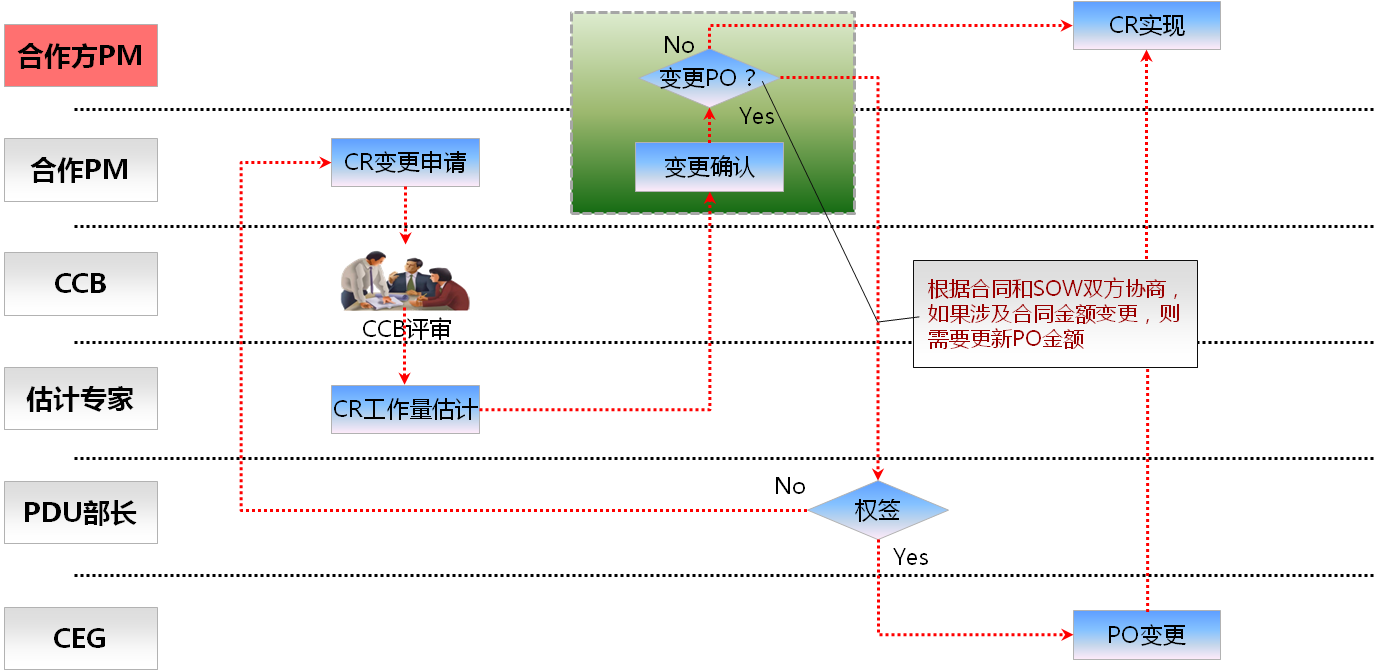 CR实现
合作方PM
No
变更PO？
Yes
合作PM
CR变更申请
变更确认
CCB
CCB评审
根据合同和SOW双方协商，
如果涉及合同金额变更，则
需要更新PO金额
估计专家
CR工作量估计
PDU部长
No
权签
Yes
CEG
PO变更